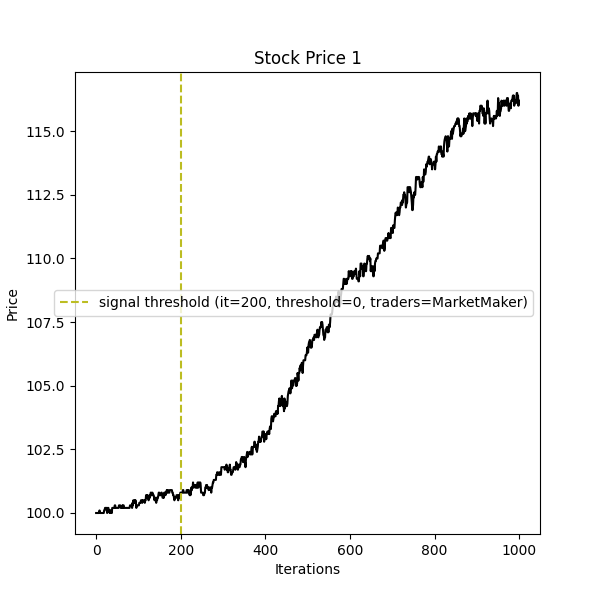 Stock Price 1
115.0
112.5
110.0
107.5
105.0
102.5
100.0
Price
signal threshold (it=200, threshold=0, traders=MarketMaker)
0 200 400 600 800 1000
Iterations